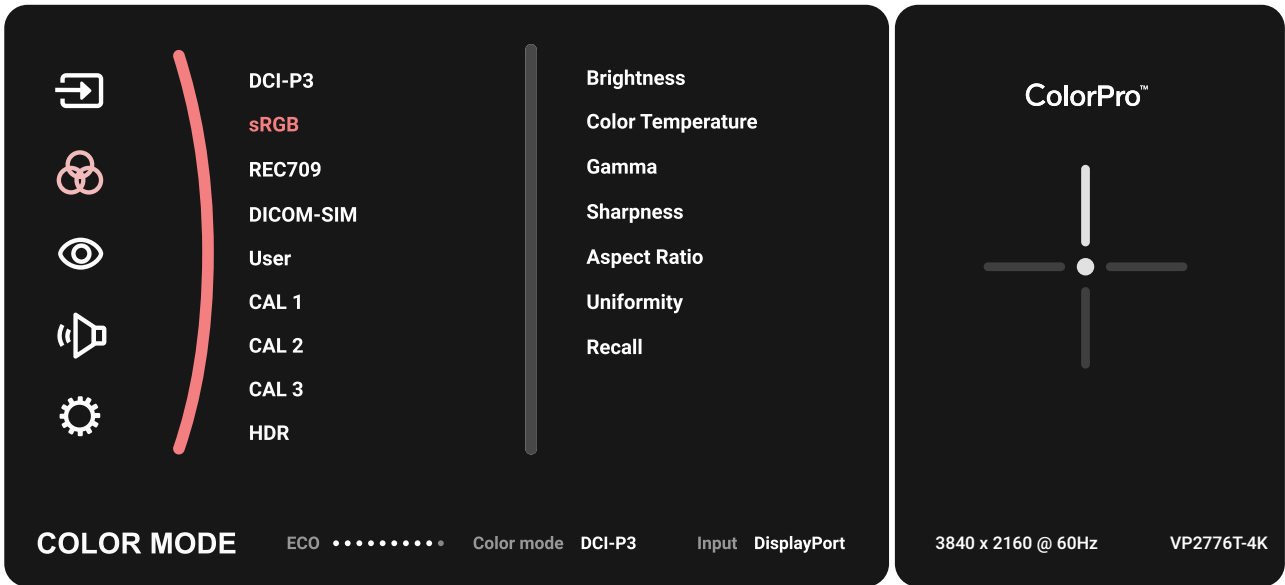 DCI-P3
sRGB
REC709
DICOM-SIM
User
CAL 1
CAL 2
CAL 3
HDR
Brightness
Color Temperature
Gamma
Sharpness
Aspect Ratio
Uniformity
Recall
COLOR MODE ECO Color mode DCI-P3 Input DisplayPort
ColorPro™
3840 x 2160 @ 60Hz VP2776T-4K